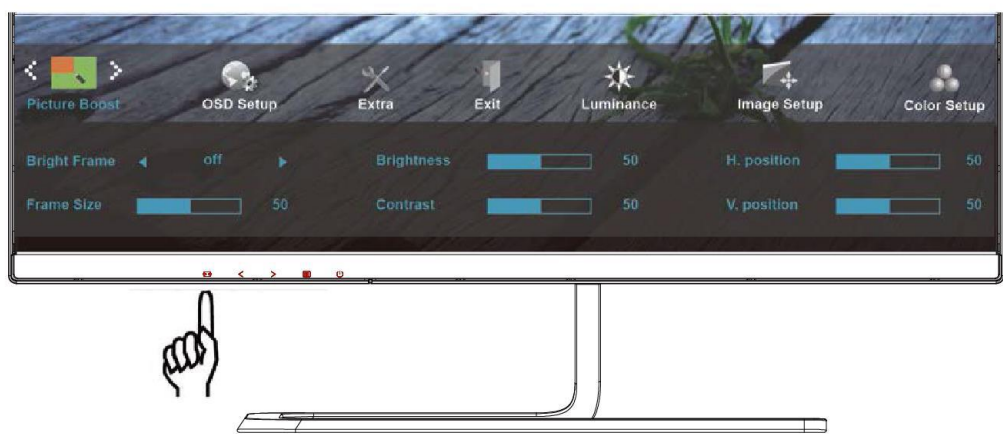 Picture Boost OSD Setup Extra Exit Luminance Image Setup Color Setup
Bright Frame off Brightness 50 H. position 50
Frame Size 50 Contrast 50 V. position 50